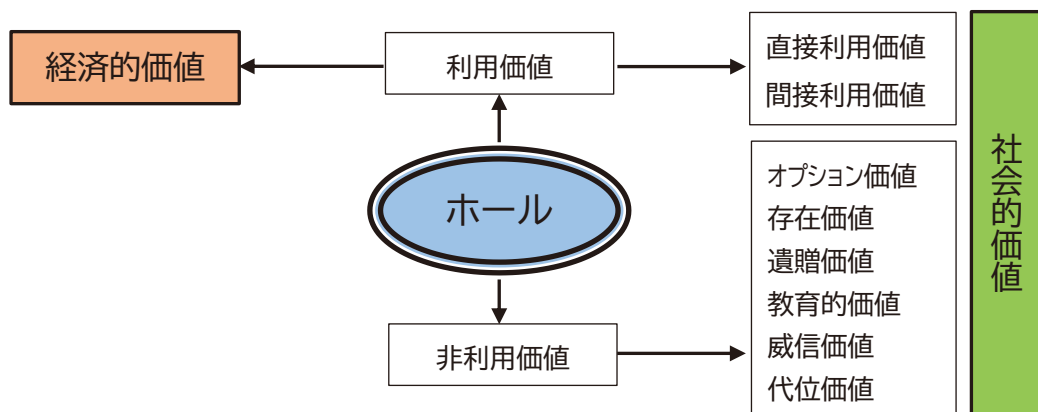 経済的価値
利用価値
直接利用価値
間接利用価値
ホール
非利用価値
オプション価値
存在価値
遺贈価値
教育的価値
威信価値
代位価値
社会的価値